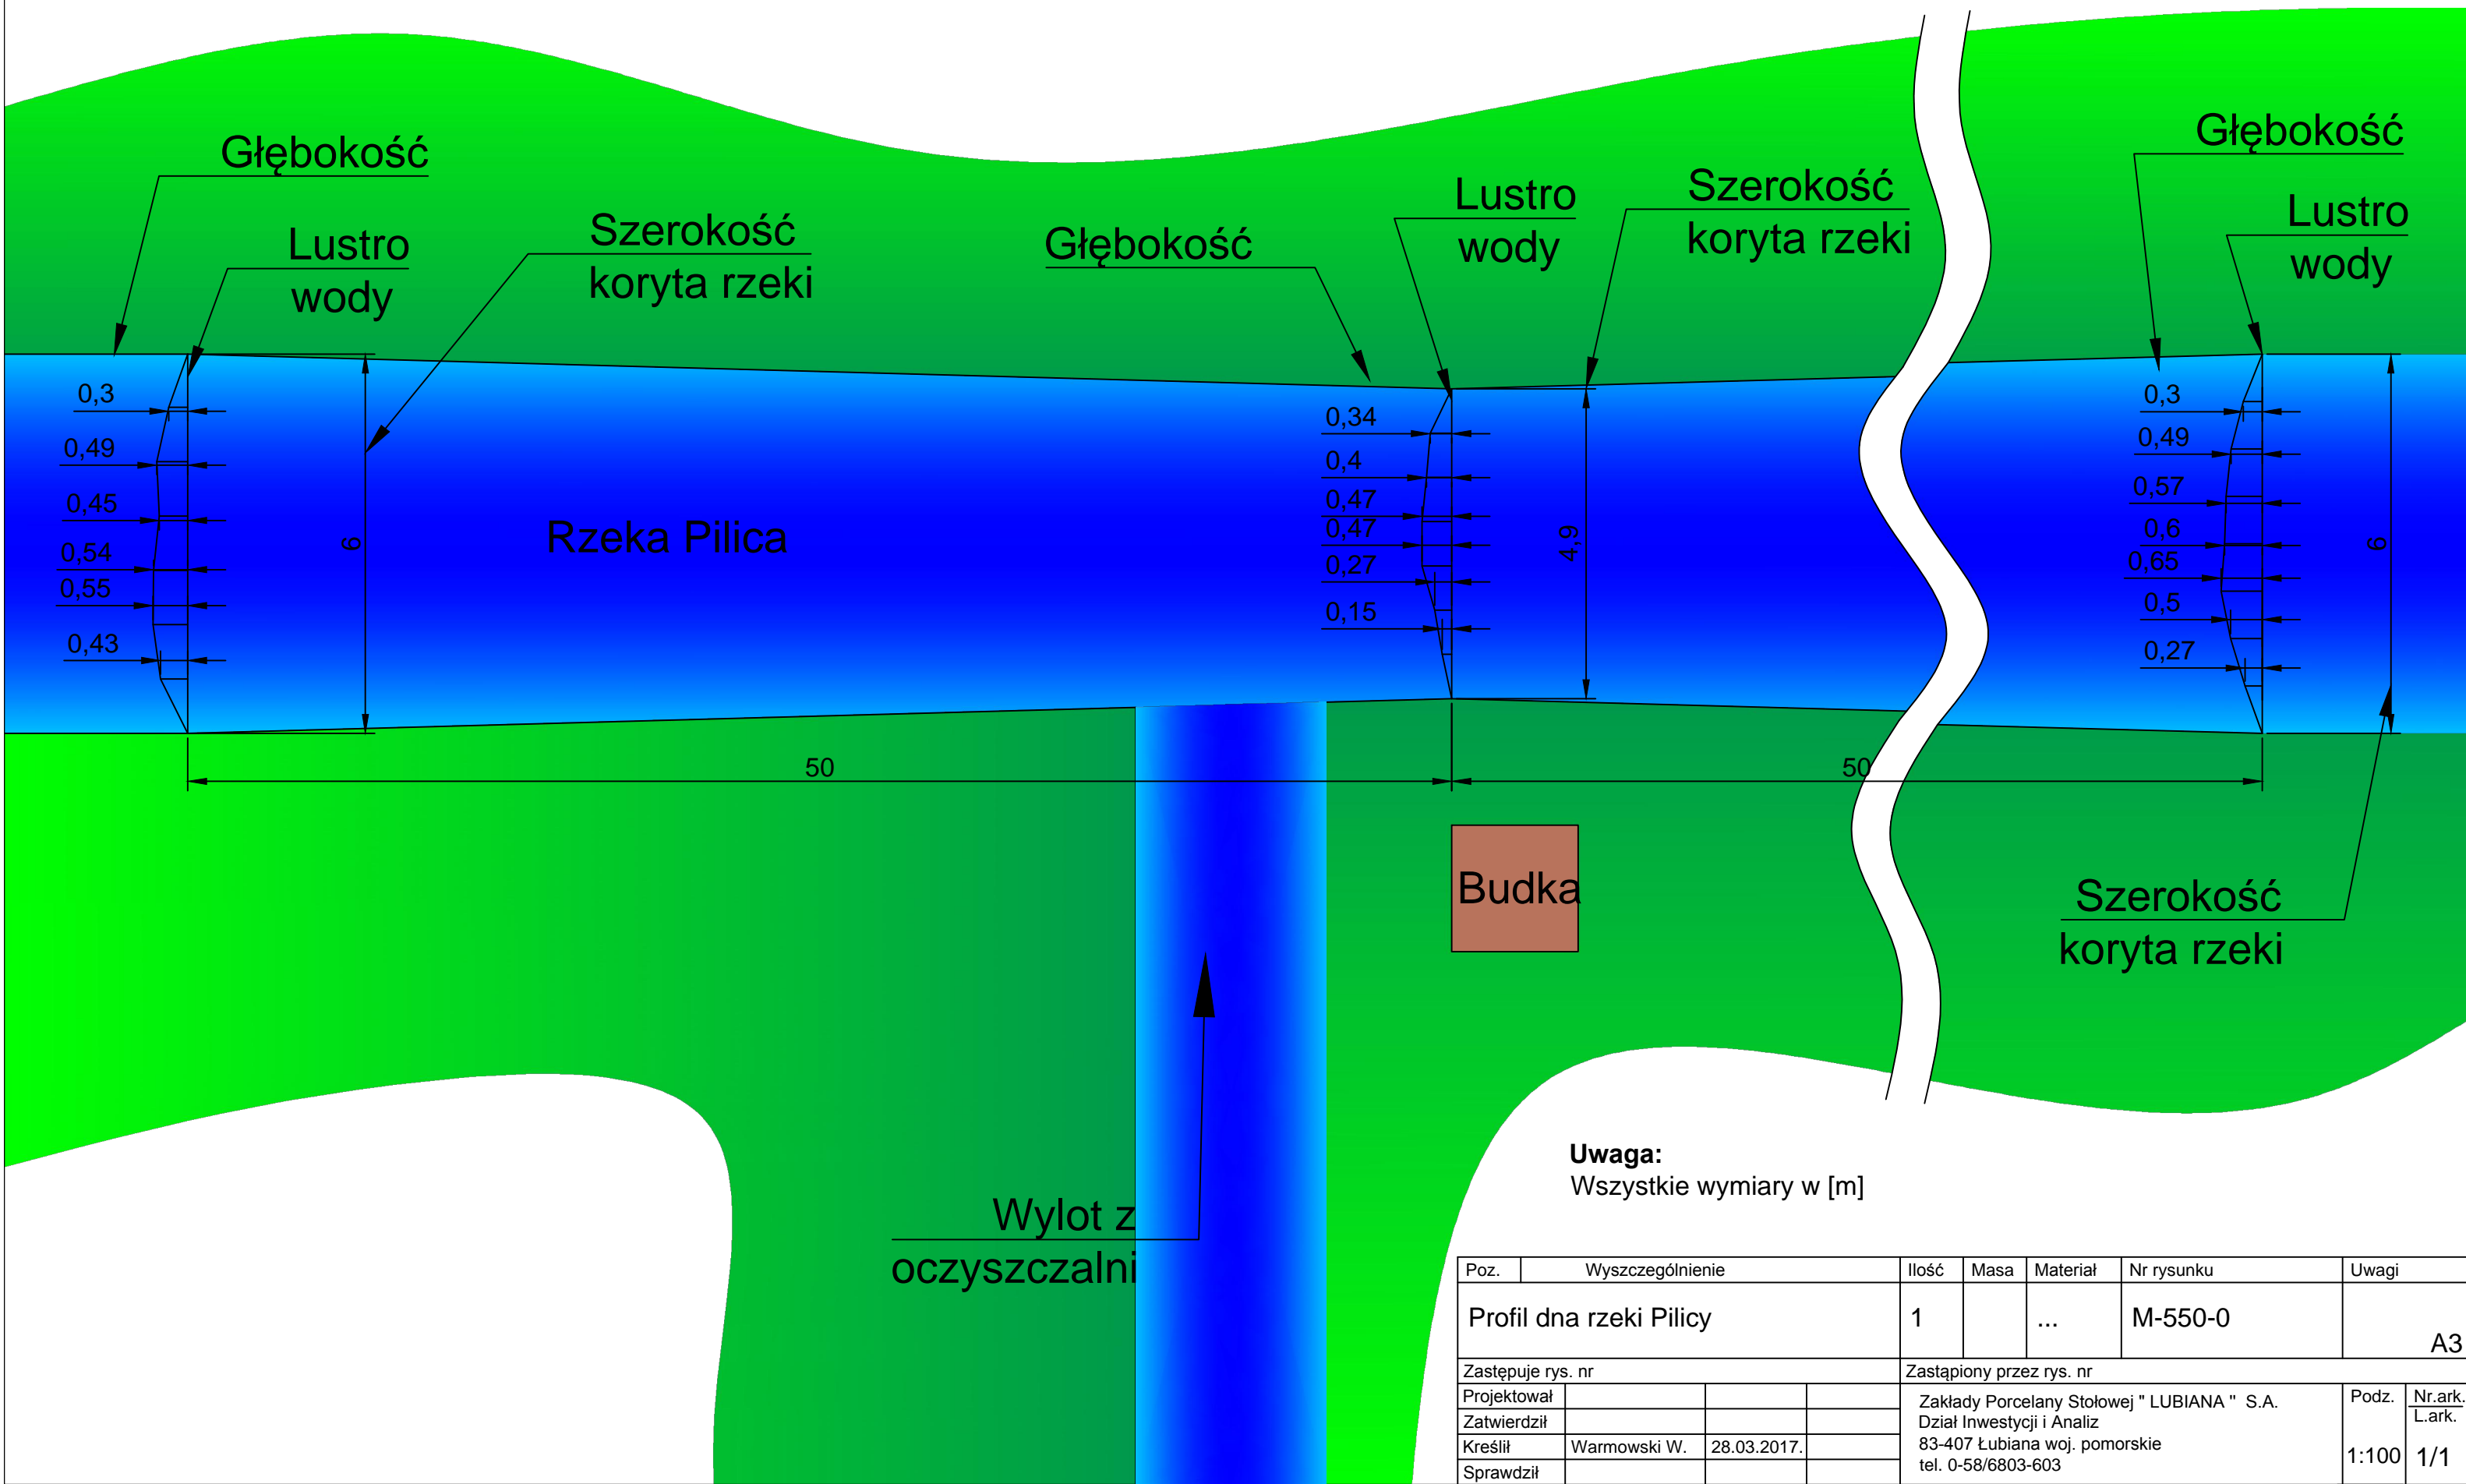 Głębokość
Lustro
wody
Szerokość
koryta rzeki
Głębokość
Lustro
wody
Szerokość
koryta rzeki
Głębokość
Lustro
wody
0,3
0,49
0,45
0,54
0,55
0,43
6
Rzeka Pilica
0,34
0,4
0,47
0,47
0,27
0,15
4,9
0,3
0,49
0,57
0,6
0,65
0,5
0,27
6
50
50
Budka
Szerokość
koryta rzeki
Wylot z
oczyszczalni
Uwaga:
Wszystkie wymiary w [m]
Poz. Wyszczególnienie Ilość Masa Materiał Nr rysunku Uwagi
Profil dna rzeki Pilicy 1 ... M-550-0 A3
Zastępuje rys. nr Zastąpiony przez rys. nr
Projektował
Zatwierdził
Kreślił Warmowski W. 28.03.2017.
Sprawdził
Zakłady Porcelany Stołowej " LUBIANA " S.A.
Dział Inwestycji i Analiz
83-407 Łubiana woj. pomorskie
tel. 0-58/6803-603
Podz.
1:100
Nr.ark.
L.ark.
1/1